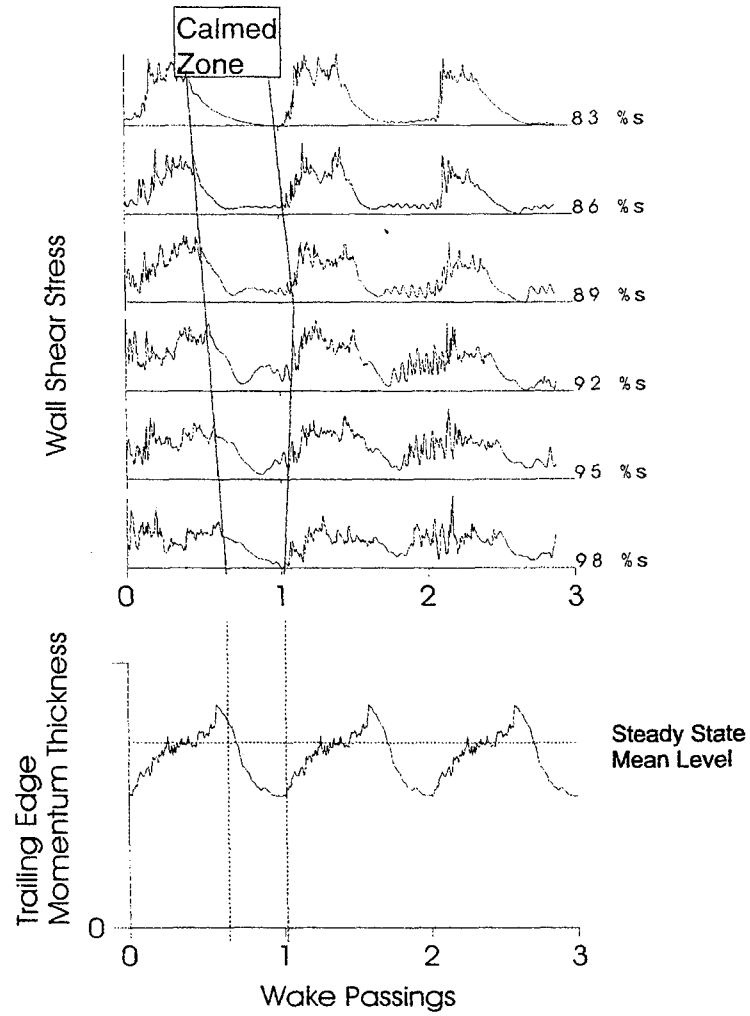 Calmed
Zone
Wall Shear Stress
83 %s
86 %s
89 %s
92 %s
95 %s
98 %s
0 1 2 3
Trailing Edge
Momentum Thickness
Steady State
Mean Level
0
0 1 2 3
Wake Passings